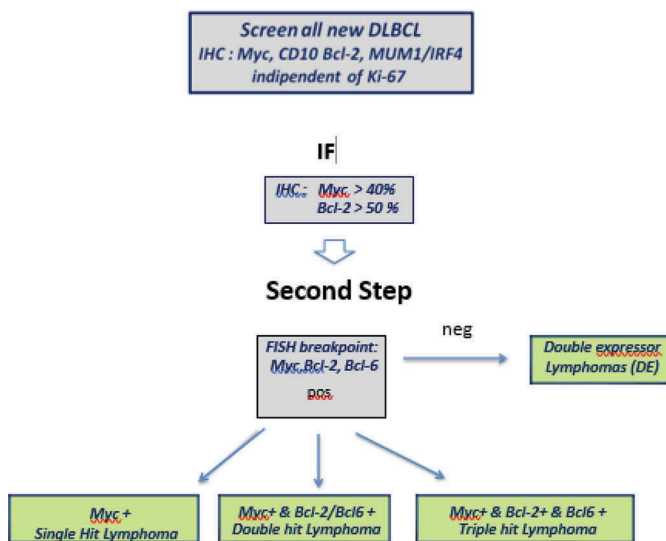 Screen all new DLBCL
IHC : Myc, CD10 Bcl-2, MUM1/IRF4
indipendent of Ki-67
IF
IHC: Myc > 40%
Bcl-2 > 50 %
Second Step
FISH breakpoint:
Myc,Bcl-2, Bcl-6
pos
neg
Double expressor
Lymphomas (DE)
Myc +
Single Hit Lymphoma
Myc+ & Bcl-2/Bcl6 +
Double hit Lymphoma
Myc+ & Bcl-2+ & Bcl6 +
Triple hit Lymphoma